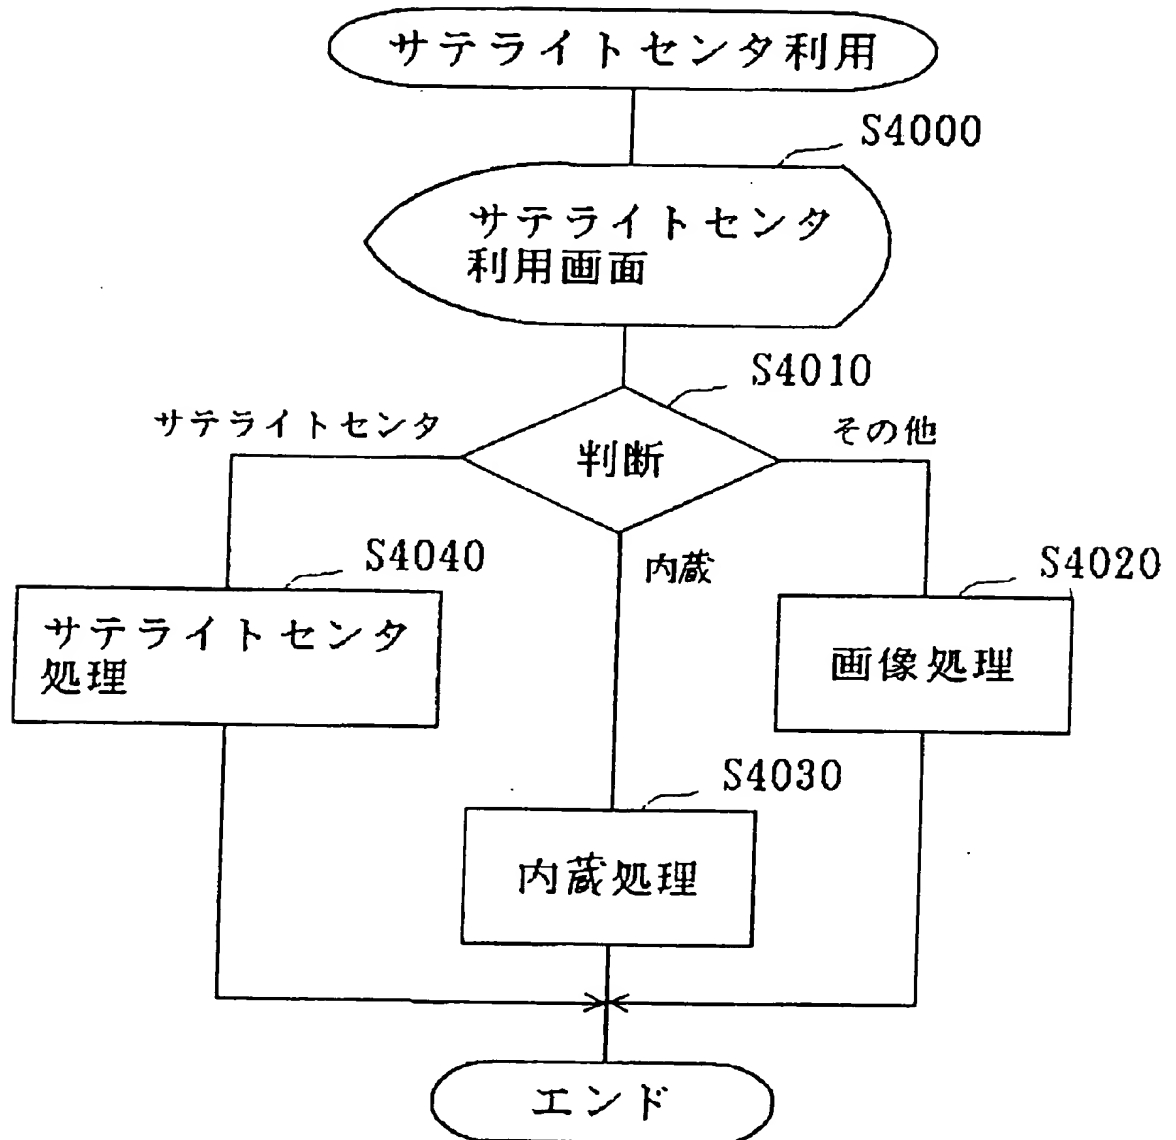 サテライトセンタ利用
S4000
サテライトセンタ
利用画面
S4010
サテライトセンタ
判断
その他
内蔵
S4040
サテライトセンタ
処理
S4020
画像処理
S4030
内蔵処理
エンド